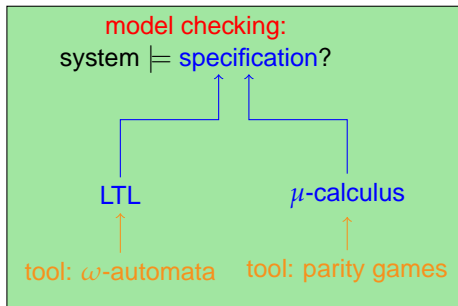 model checking:
system ⊨ specification?
LTL
μ-calculus
tool: ω-automata
tool: parity games